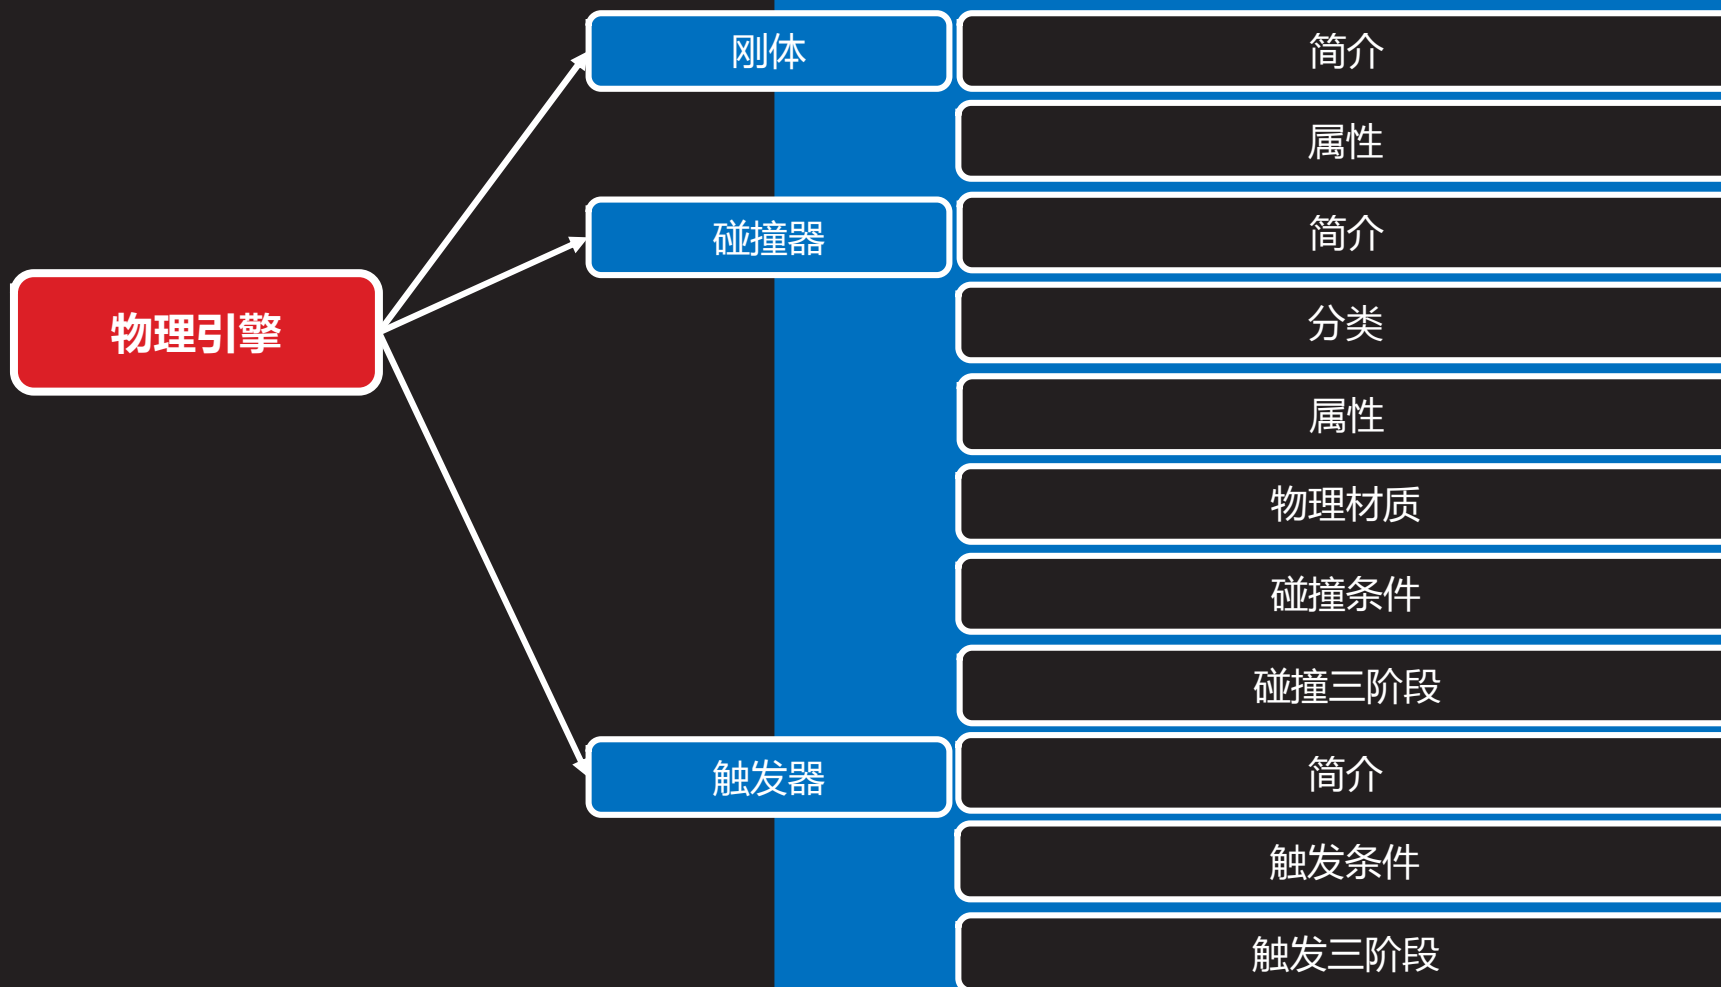 物理引擎
刚体
简介
属性
碰撞器
简介
分类
属性
物理材质
碰撞条件
碰撞三阶段
触发器
简介
触发条件
触发三阶段